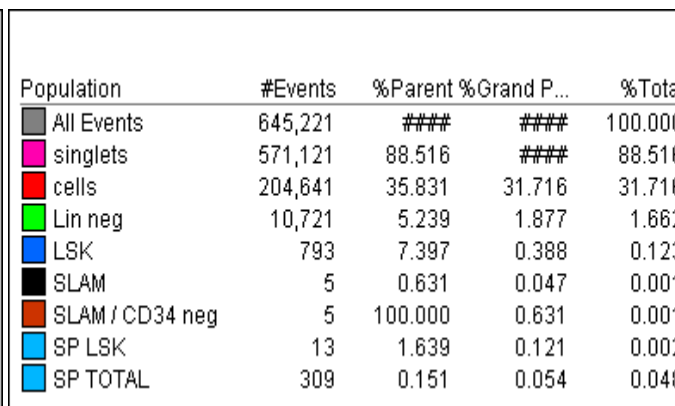 Population #Events %Parent %Grand P... %Tota
All Events 645,221 #### #### 100.000
singlets 571,121 88.516 #### 88.516
cells 204,641 35.831 31.716 31.716
Lin neg 10,721 5.239 1.877 1.662
LSK 793 7.397 0.388 0.123
SLAM 5 0.631 0.047 0.001
SLAM / CD34 neg 5 100.000 0.631 0.001
SP LSK 13 1.639 0.121 0.002
SP TOTAL 309 0.151 0.054 0.048